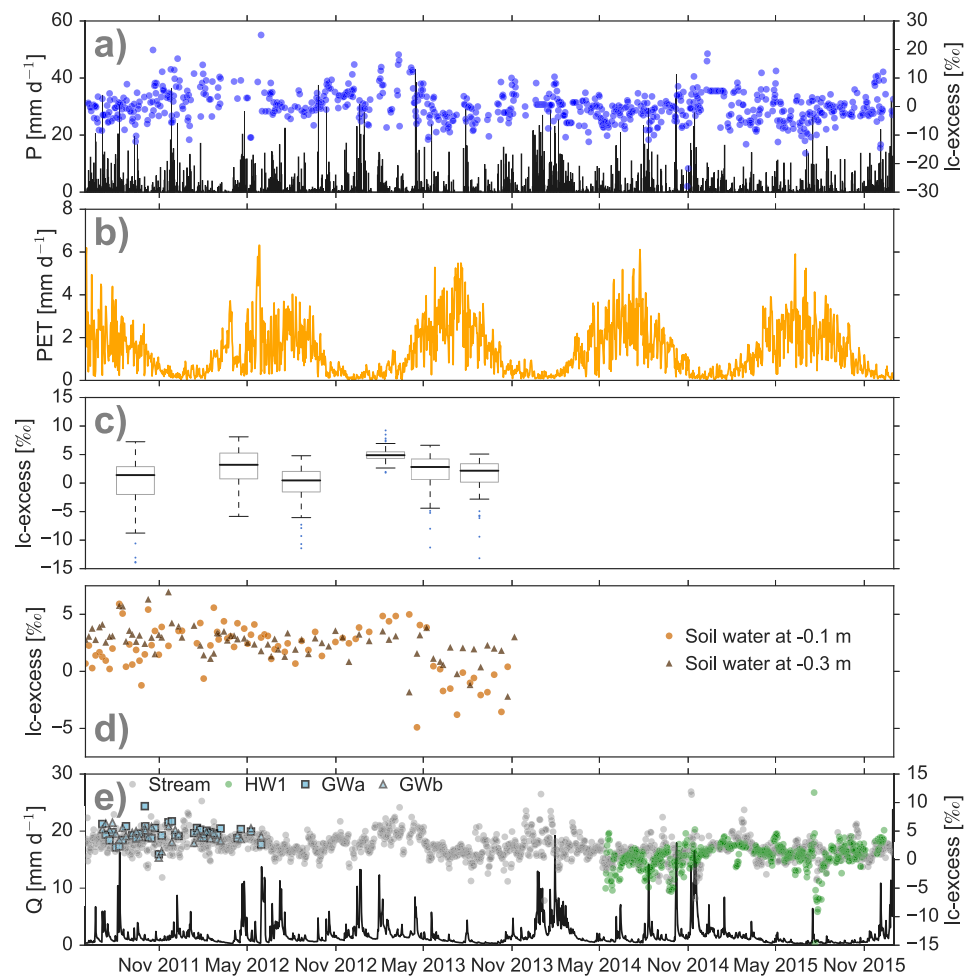 a)
P [mm d⁻¹]
60
40
20
0
30
20
10
0
−10
−20
−30
lc-excess [‰]
b)
PET [mm d⁻¹]
8
6
4
2
0
c)
lc-excess [‰]
15
10
5
0
−5
−10
−15
d)
lc-excess [‰]
5
0
−5
Soil water at -0.1 m
Soil water at -0.3 m
e)
Stream HW1 GWa GWb
Q [mm d⁻¹]
30
20
10
0
15
10
5
0
−5
−10
−15
lc-excess [‰]
Nov 2011 May 2012 Nov 2012 May 2013 Nov 2013 May 2014 Nov 2014 May 2015 Nov 2015